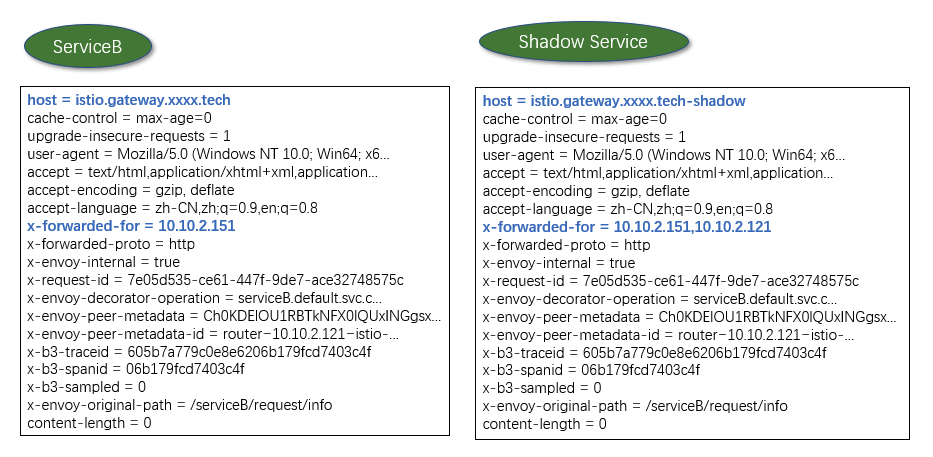 ServiceB
host = istio.gateway.xxxx.tech
cache-control = max-age=0
upgrade-insecure-requests = 1
user-agent = Mozilla/5.0 (Windows NT 10.0; Win64; x6...
accept = text/html,application/xhtml+xml,application...
accept-encoding = gzip, deflate
accept-language = zh-CN,zh;q=0.9,en;q=0.8
x-forwarded-for = 10.10.2.151
x-forwarded-proto = http
x-envoy-internal = true
x-request-id = 7e05d535-ce61-447f-9de7-ace32748575c
x-envoy-decorator-operation = serviceB.default.svc.c...
x-envoy-peer-metadata = Ch0KDElOU1RBTkNFX0lQUxINGgsx...
x-envoy-peer-metadata-id = router~10.10.2.121~istio-...
x-b3-traceid = 605b7a779c0e8e6206b179fcd7403c4f
x-b3-spanid = 06b179fcd7403c4f
x-b3-sampled = 0
x-envoy-original-path = /serviceB/request/info
content-length = 0
Shadow Service
host = istio.gateway.xxxx.tech-shadow
cache-control = max-age=0
upgrade-insecure-requests = 1
user-agent = Mozilla/5.0 (Windows NT 10.0; Win64; x6...
accept = text/html,application/xhtml+xml,application...
accept-encoding = gzip, deflate
accept-language = zh-CN,zh;q=0.9,en;q=0.8
x-forwarded-for = 10.10.2.151,10.10.2.121
x-forwarded-proto = http
x-envoy-internal = true
x-request-id = 7e05d535-ce61-447f-9de7-ace32748575c
x-envoy-decorator-operation = serviceB.default.svc.c...
x-envoy-peer-metadata = Ch0KDElOU1RBTkNFX0lQUxINGgsx...
x-envoy-peer-metadata-id = router~10.10.2.121~istio-...
x-b3-traceid = 605b7a779c0e8e6206b179fcd7403c4f
x-b3-spanid = 06b179fcd7403c4f
x-b3-sampled = 0
x-envoy-original-path = /serviceB/request/info
content-length = 0